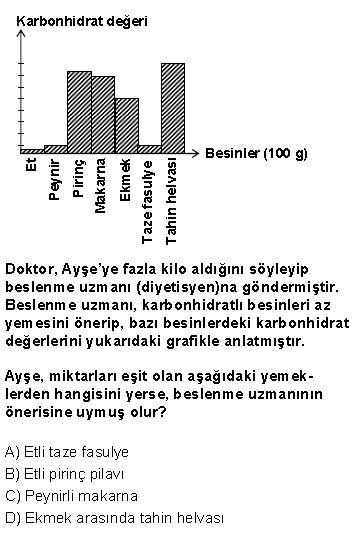 Karbonhidrat değeri
Besinler (100 g)
Et
Peynir
Pirinç
Makarna
Ekmek
Taze fasulye
Tahin helvası
Doktor, Ayşe'ye fazla kilo aldığını söyleyip
beslenme uzmanı (diyetisyen)na göndermiştir.
Beslenme uzmanı, karbonhidratlı besinleri az
yemesini önerip, bazı besinlerdeki karbonhidrat
değerlerini yukarıdaki grafikle anlatmıştır.
Ayşe, miktarları eşit olan aşağıdaki yemek-
lerden hangisini yerse, beslenme uzmanının
önerisine uymuş olur?
A) Etli taze fasulye
B) Etli pirinç pilavı
C) Peynirli makarna
D) Ekmek arasında tahin helvası